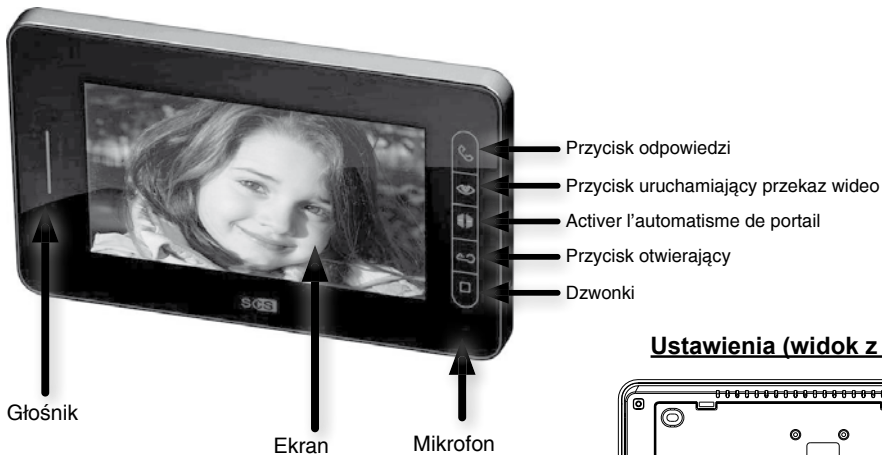 Przycisk odpowiedzi
Przycisk uruchamiający przekaz wideo
Activer l'automatisme de portail
Przycisk otwierający
Dzwonki
SCS
Ustawienia (widok z
Głośnik
Ekran
Mikrofon